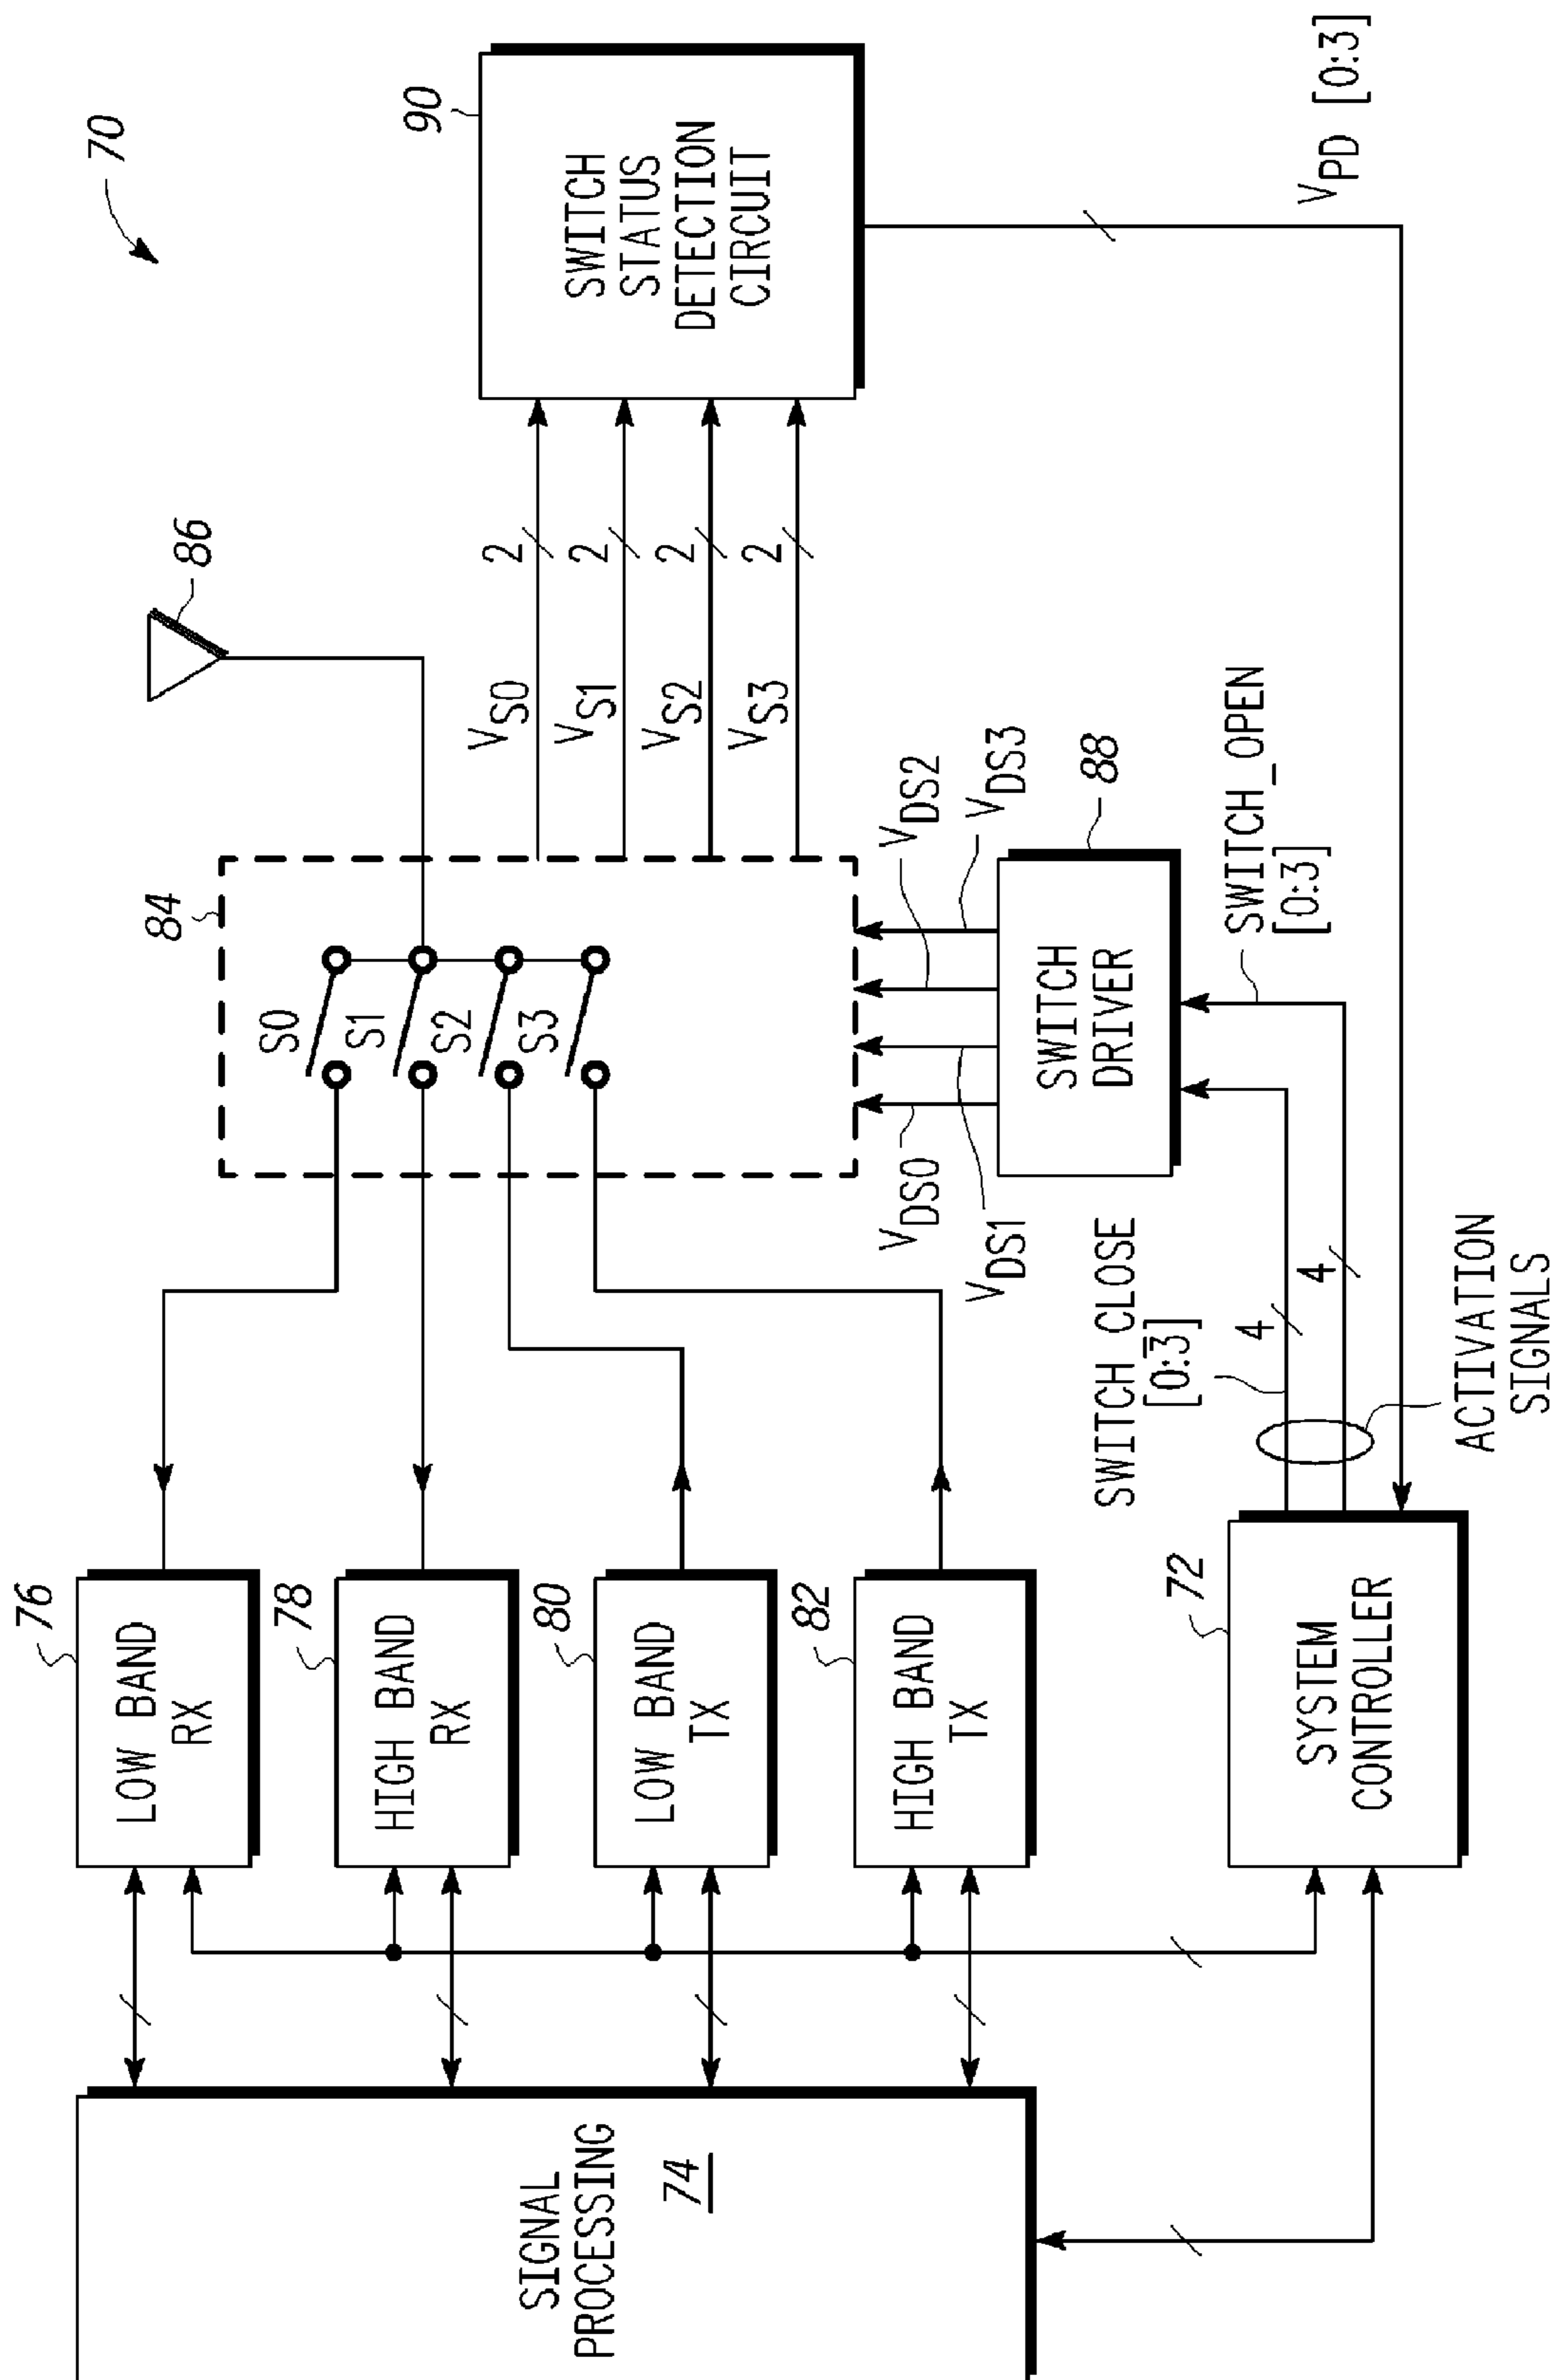 70
SIGNAL
PROCESSING
74
76
LOW BAND
RX
78
HIGH BAND
RX
80
LOW BAND
TX
82
HIGH BAND
TX
72
SYSTEM
CONTROLLER
84
S0
S1
S2
S3
86
VS0
VS1
VS2
VS3
2
2
2
2
90
SWITCH
STATUS
DETECTION
CIRCUIT
VDS0
VDS1
VDS2
VDS3
88
SWITCH
DRIVER
SWITCH CLOSE
[0:3]
4
4
SWITCH_OPEN
[0:3]
ACTIVATION
SIGNALS
VPD [0:3]